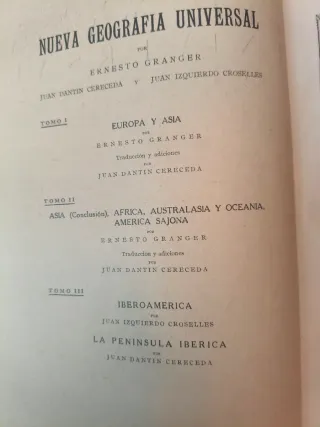 NUEVA GEOGRAFIA UNIVERSAL
POR
ERNESTO GRANGER
JUAN DANTIN CERECEDA Y JUAN IZQUIERDO CROSELLES
TOMO I
EUROPA Y ASIA
POR
ERNESTO GRANGER
Traducción y adiciones
POR
JUAN DANTIN CERECEDA
TOMO II
ASIA (Conclusión), AFRICA, AUSTRALASIA Y OCEANIA,
AMERICA SAJONA
POR
ERNESTO GRANGER
Traducción y adiciones
POR
JUAN DANTIN CERECEDA
TOMO III
IBEROAMERICA
POR
JUAN IZQUIERDO CROSELLES
LA PENINSULA IBERICA
POR
JUAN DANTIN CERECEDA